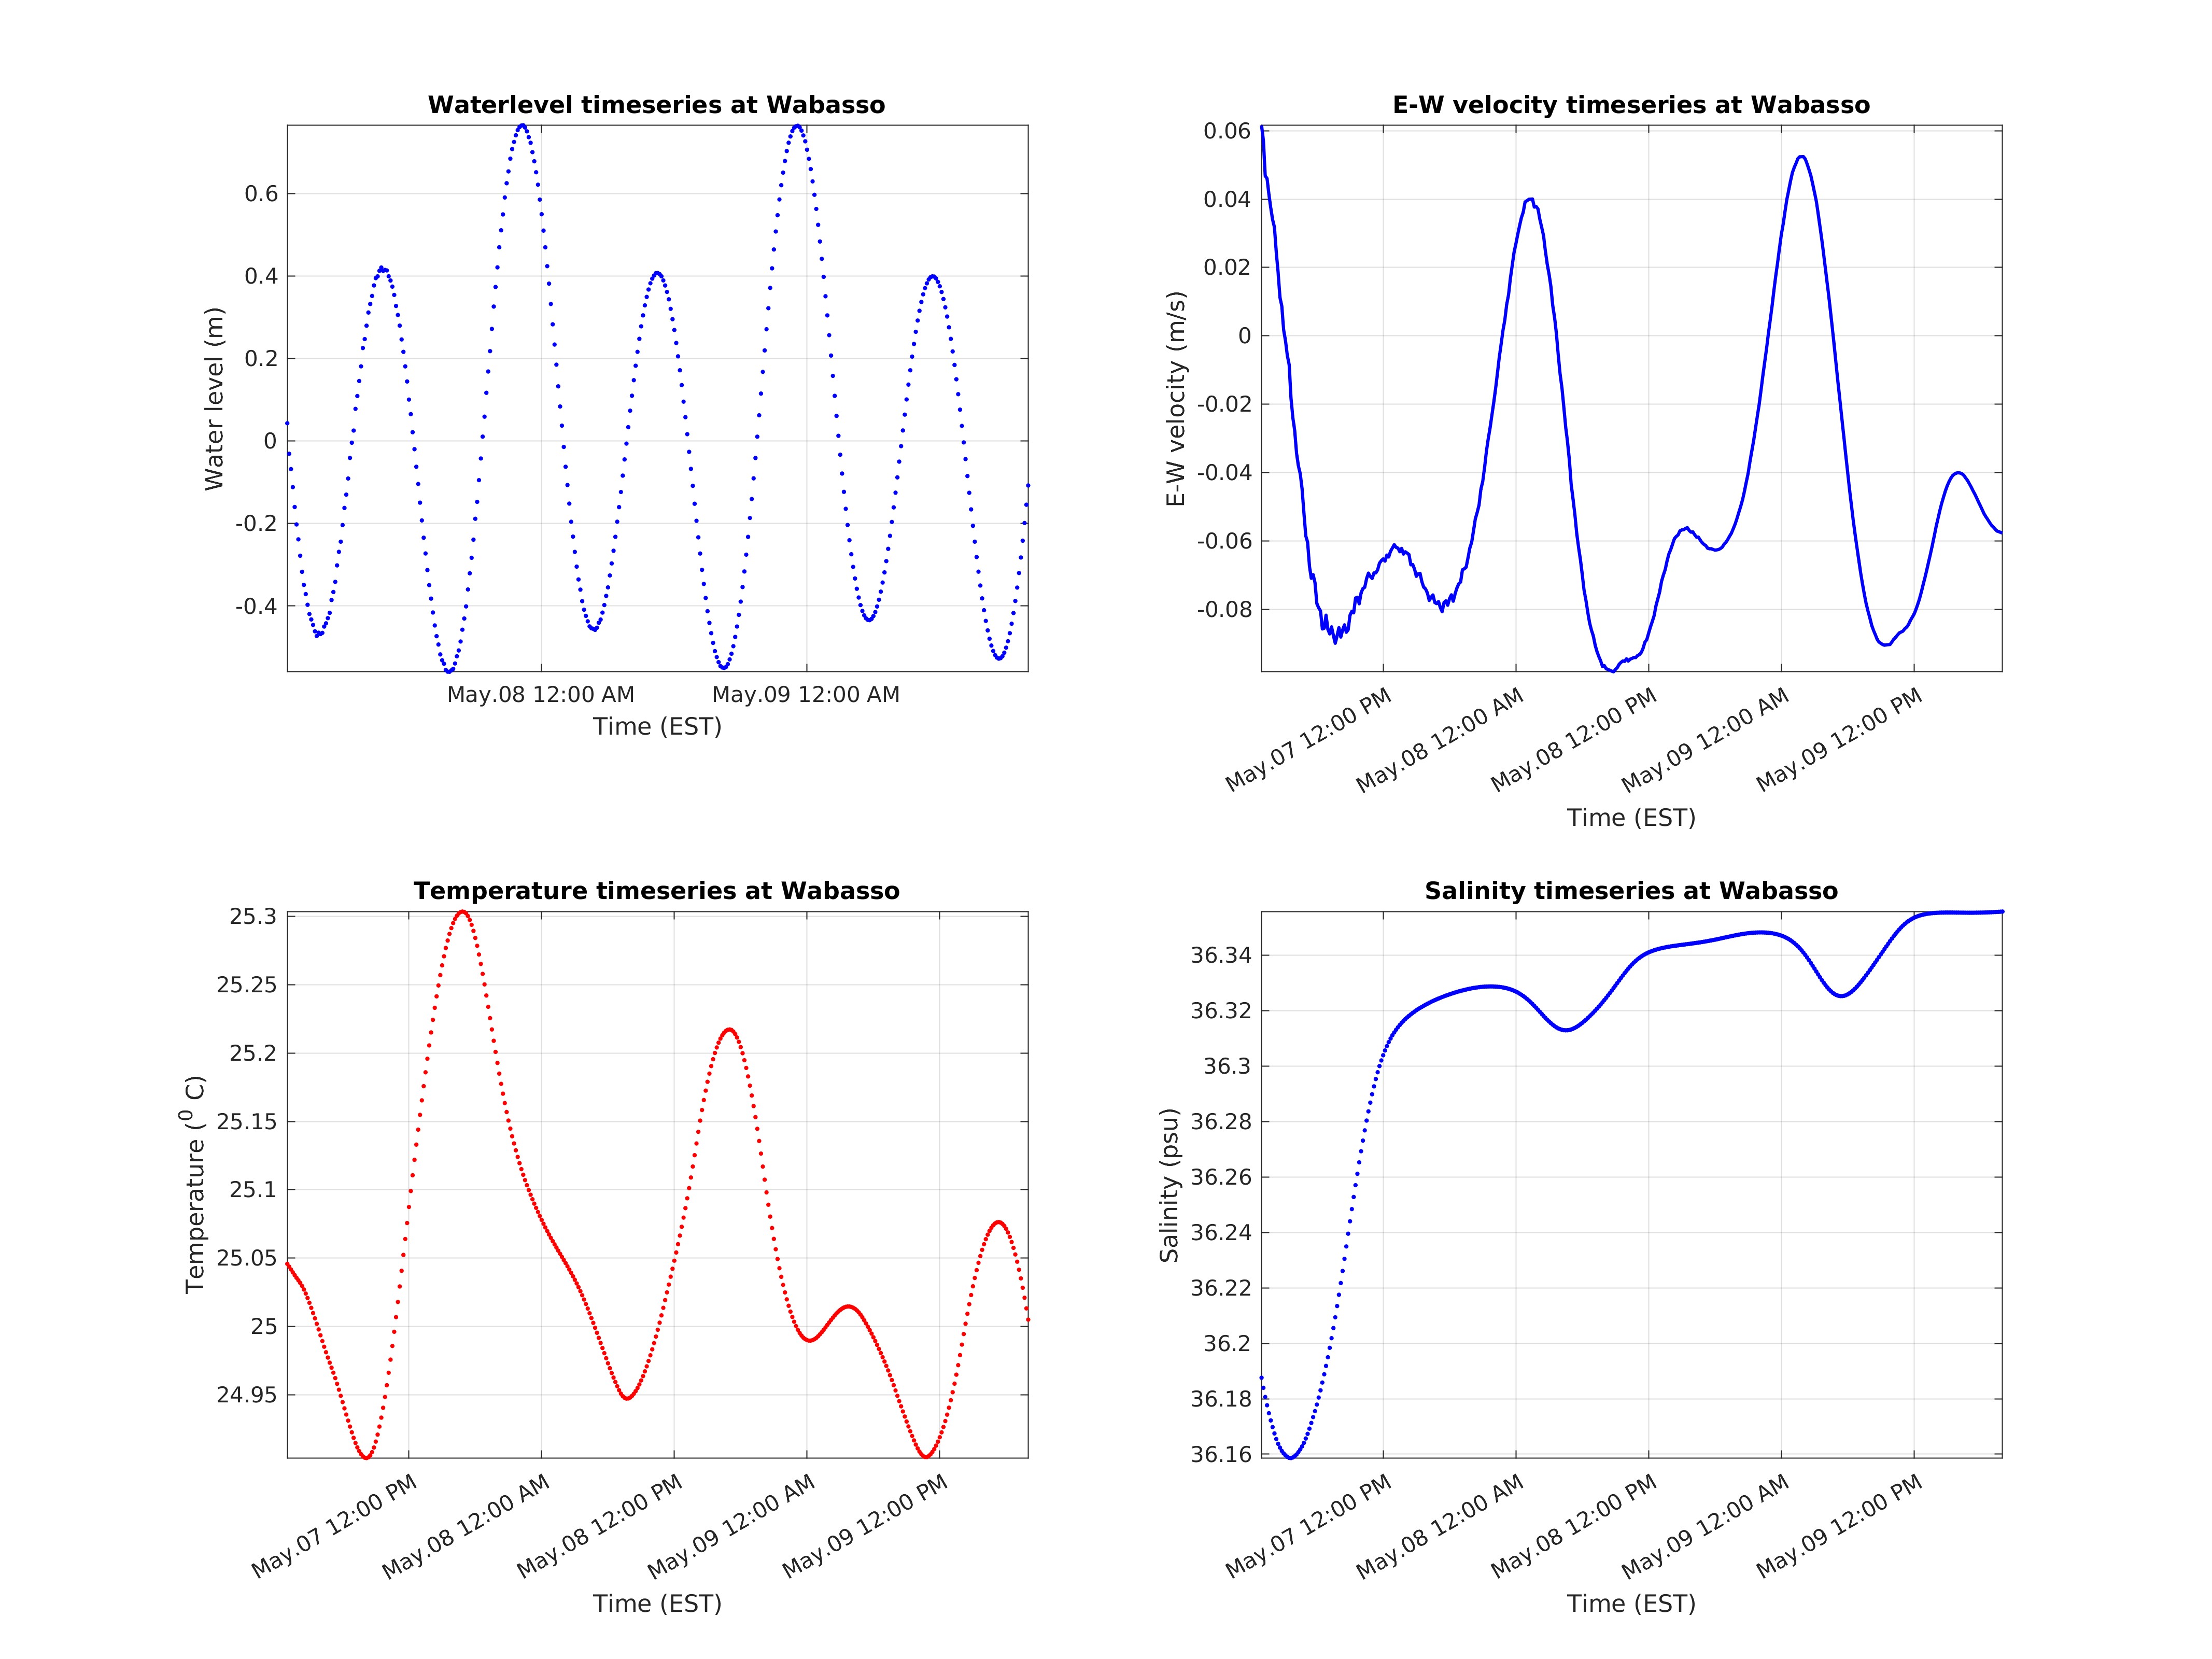 Waterlevel timeseries at Wabasso
0.6
0.4
0.2
0
-0.2
-0.4
Water level (m)
May.08 12:00 AM
May.09 12:00 AM
Time (EST)
E-W velocity timeseries at Wabasso
0.06
0.04
0.02
0
-0.02
-0.04
-0.06
-0.08
E-W velocity (m/s)
May.07 12:00 PM
May.08 12:00 AM
May.08 12:00 PM
May.09 12:00 AM
May.09 12:00 PM
Time (EST)
Temperature timeseries at Wabasso
25.3
25.25
25.2
25.15
25.1
25.05
25
24.95
Temperature (⁰ C)
May.07 12:00 PM
May.08 12:00 AM
May.08 12:00 PM
May.09 12:00 AM
May.09 12:00 PM
Time (EST)
Salinity timeseries at Wabasso
36.34
36.32
36.3
36.28
36.26
36.24
36.22
36.2
36.18
36.16
Salinity (psu)
May.07 12:00 PM
May.08 12:00 AM
May.08 12:00 PM
May.09 12:00 AM
May.09 12:00 PM
Time (EST)